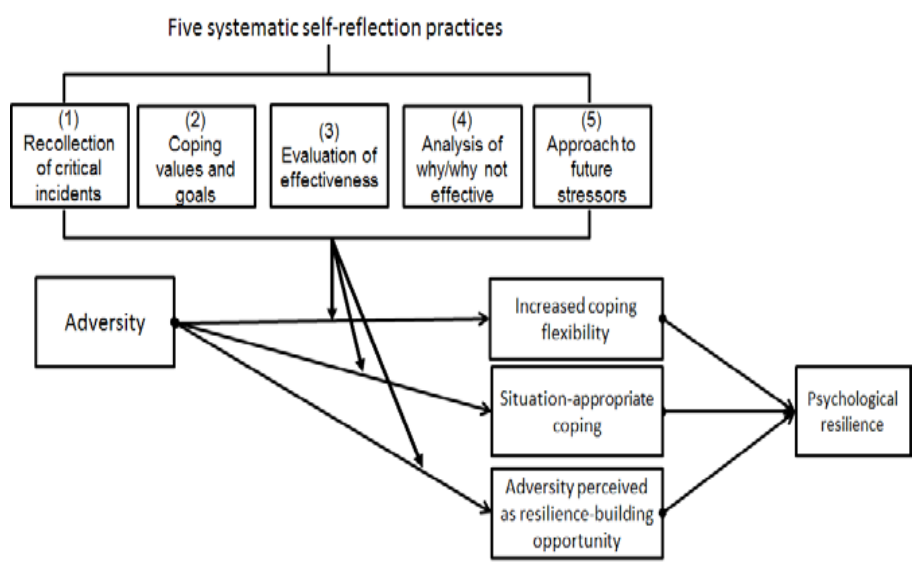 Five systematic self-reflection practices
(1)
Recollection
of critical
incidents
(2)
Coping
values and
goals
(3)
Evaluation of
effectiveness
(4)
Analysis of
why/why not
effective
(5)
Approach to
future
stressors
Adversity
Increased coping
flexibility
Situation-appropriate
coping
Adversity perceived
as resilience-building
opportunity
Psychological
resilience